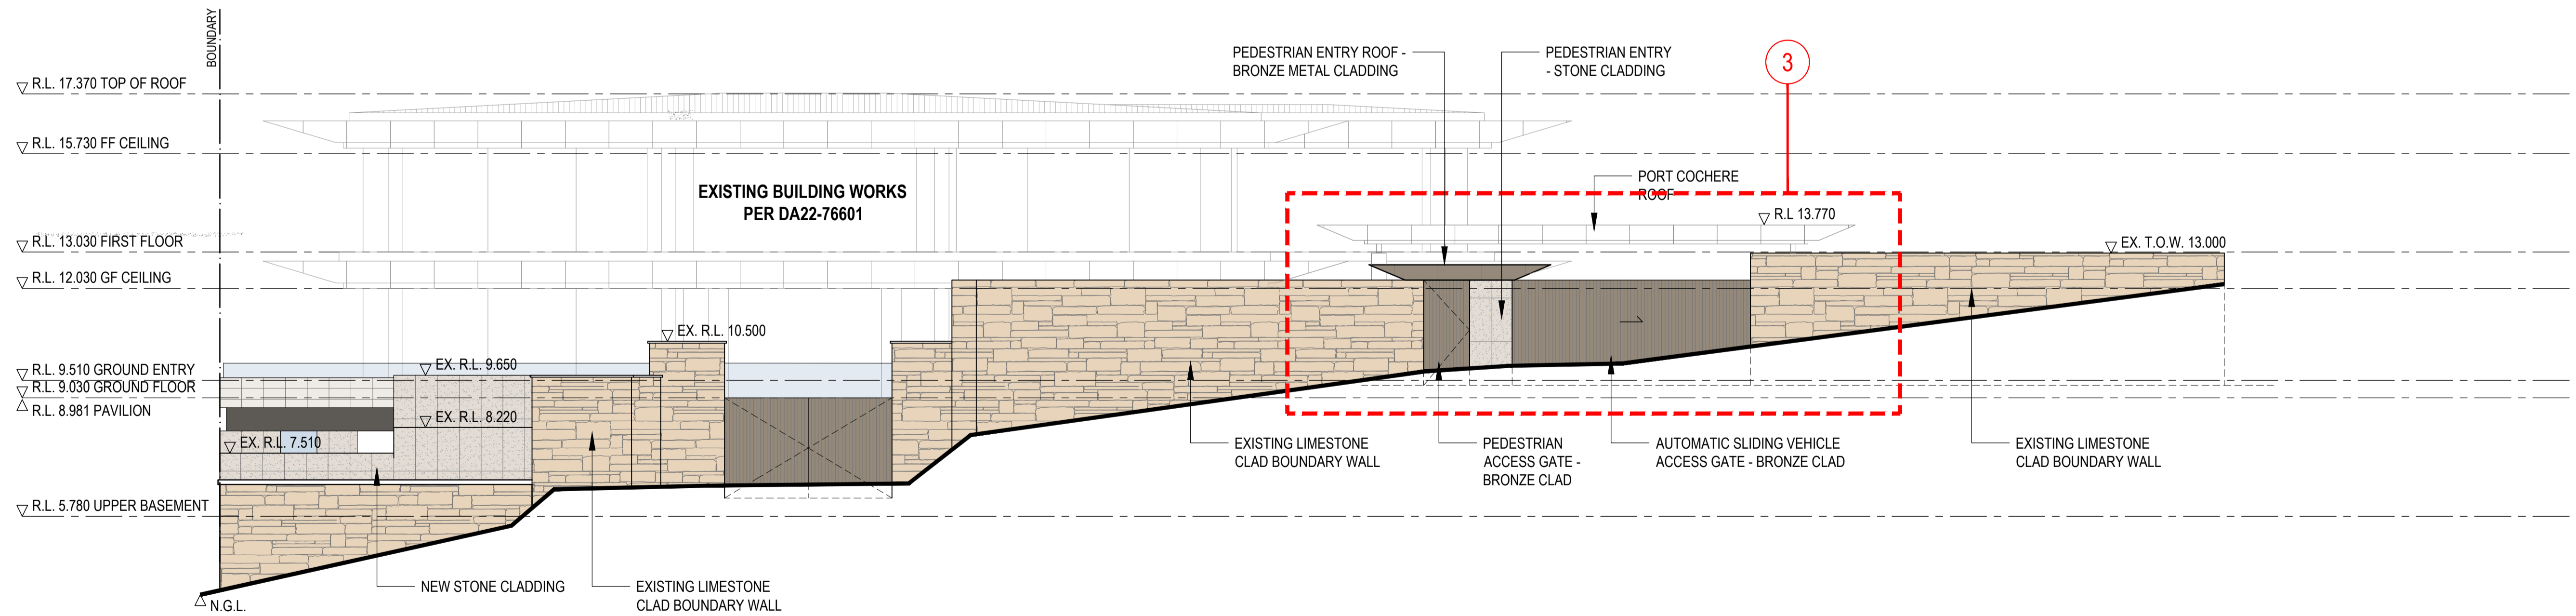 BOUNDARY
R.L. 17.370 TOP OF ROOF
R.L. 15.730 FF CEILING
R.L. 13.030 FIRST FLOOR
R.L. 12.030 GF CEILING
R.L. 9.510 GROUND ENTRY
R.L. 9.030 GROUND FLOOR
R.L. 8.981 PAVILION
R.L. 5.780 UPPER BASEMENT
N.G.L.
EXISTING BUILDING WORKS
PER DA22-76601
PEDESTRIAN ENTRY ROOF -
BRONZE METAL CLADDING
PEDESTRIAN ENTRY
- STONE CLADDING
3
PORT COCHERE
ROOF
R.L 13.770
EX. T.O.W. 13.000
EX. R.L. 10.500
EX. R.L. 9.650
EX. R.L. 8.220
EX. R.L. 7.510
NEW STONE CLADDING
EXISTING LIMESTONE
CLAD BOUNDARY WALL
EXISTING LIMESTONE
CLAD BOUNDARY WALL
PEDESTRIAN
ACCESS GATE -
BRONZE CLAD
AUTOMATIC SLIDING VEHICLE
ACCESS GATE - BRONZE CLAD
EXISTING LIMESTONE
CLAD BOUNDARY WALL